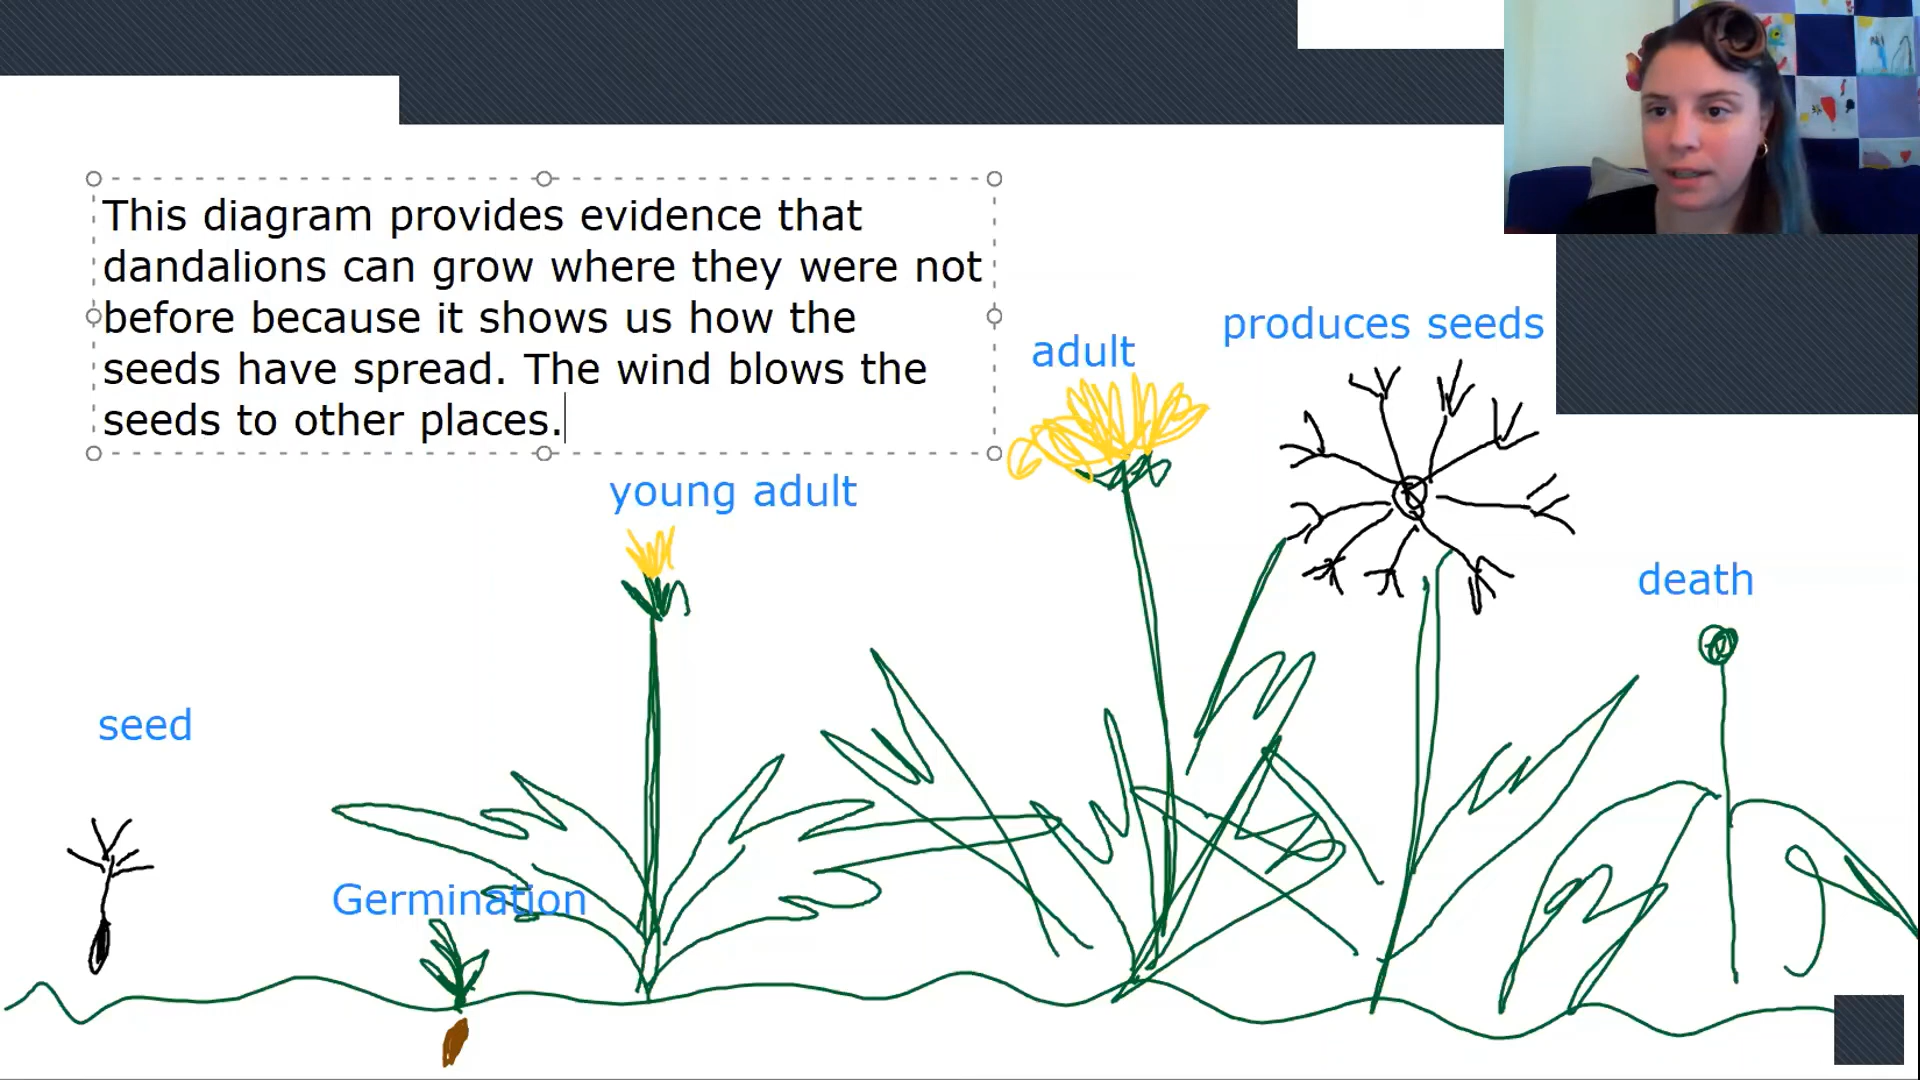 This diagram provides evidence that
dandalions can grow where they were not
before because it shows us how the
seeds have spread. The wind blows the
seeds to other places.
produces seeds
adult
young adult
death
seed
Germination